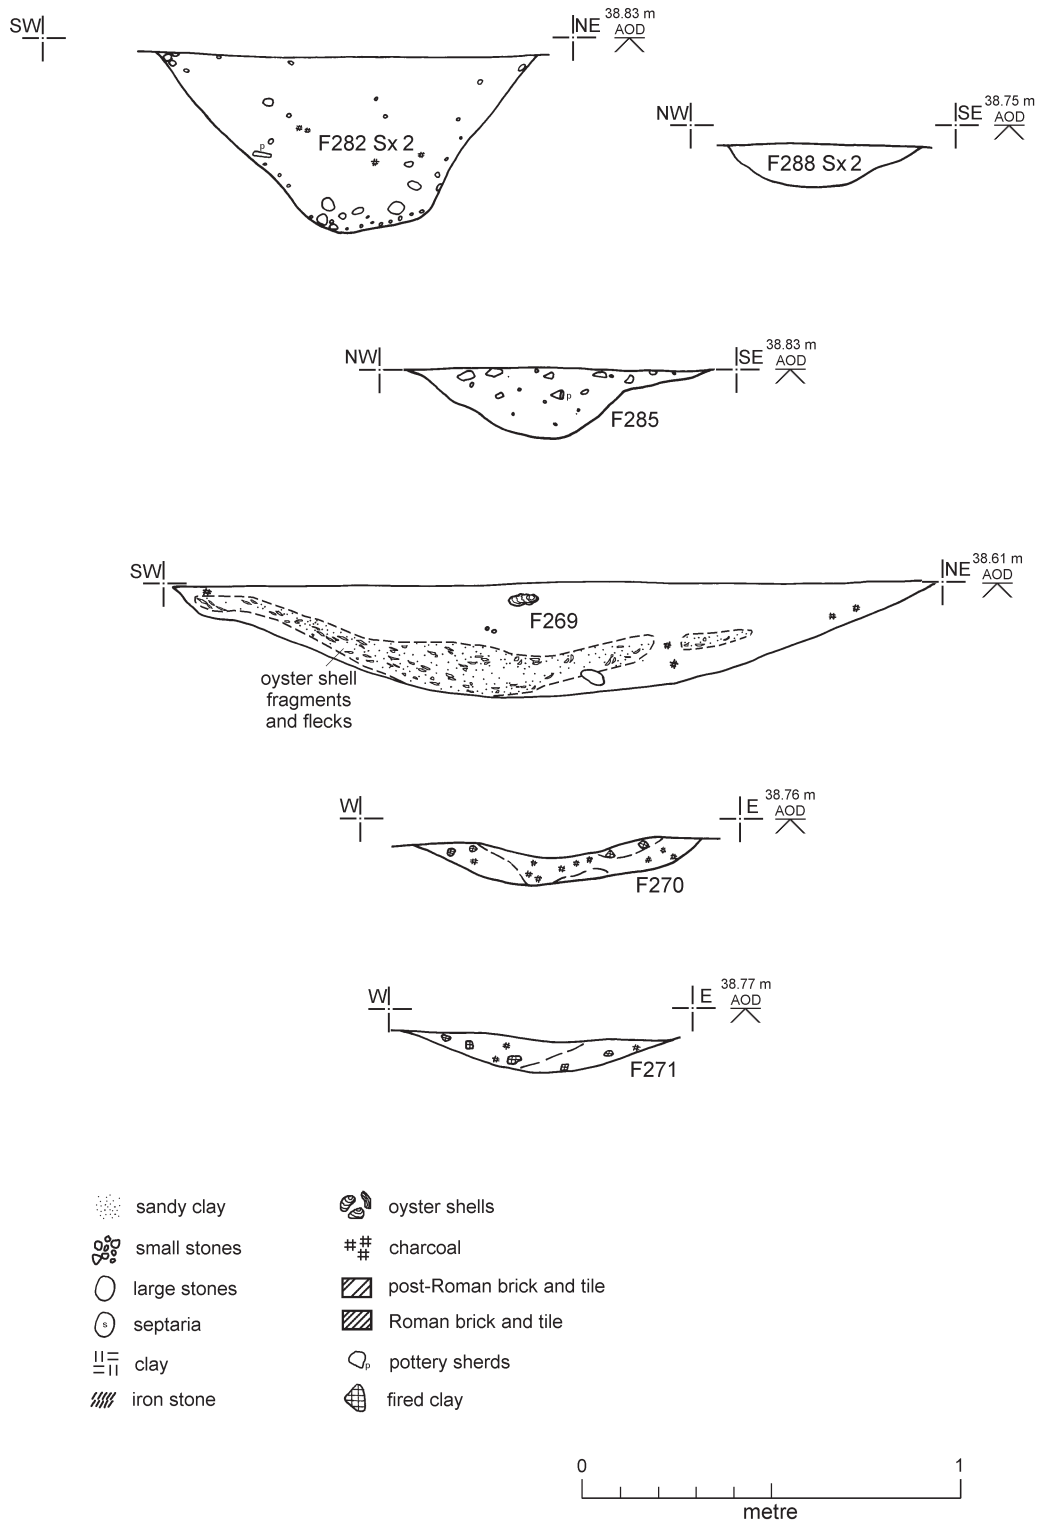 SW
NE
38.83 m
AOD
F282 Sx 2
p
NW
SE
38.75 m
AOD
F288 Sx 2
NW
SE
38.83 m
AOD
p
F285
SW
NE
38.61 m
AOD
F269
oyster shell
fragments
and flecks
W
E
38.76 m
AOD
F270
W
E
38.77 m
AOD
F271
sandy clay
small stones
large stones
s
septaria
clay
iron stone
oyster shells
charcoal
post-Roman brick and tile
Roman brick and tile
p
pottery sherds
fired clay
0
1
metre